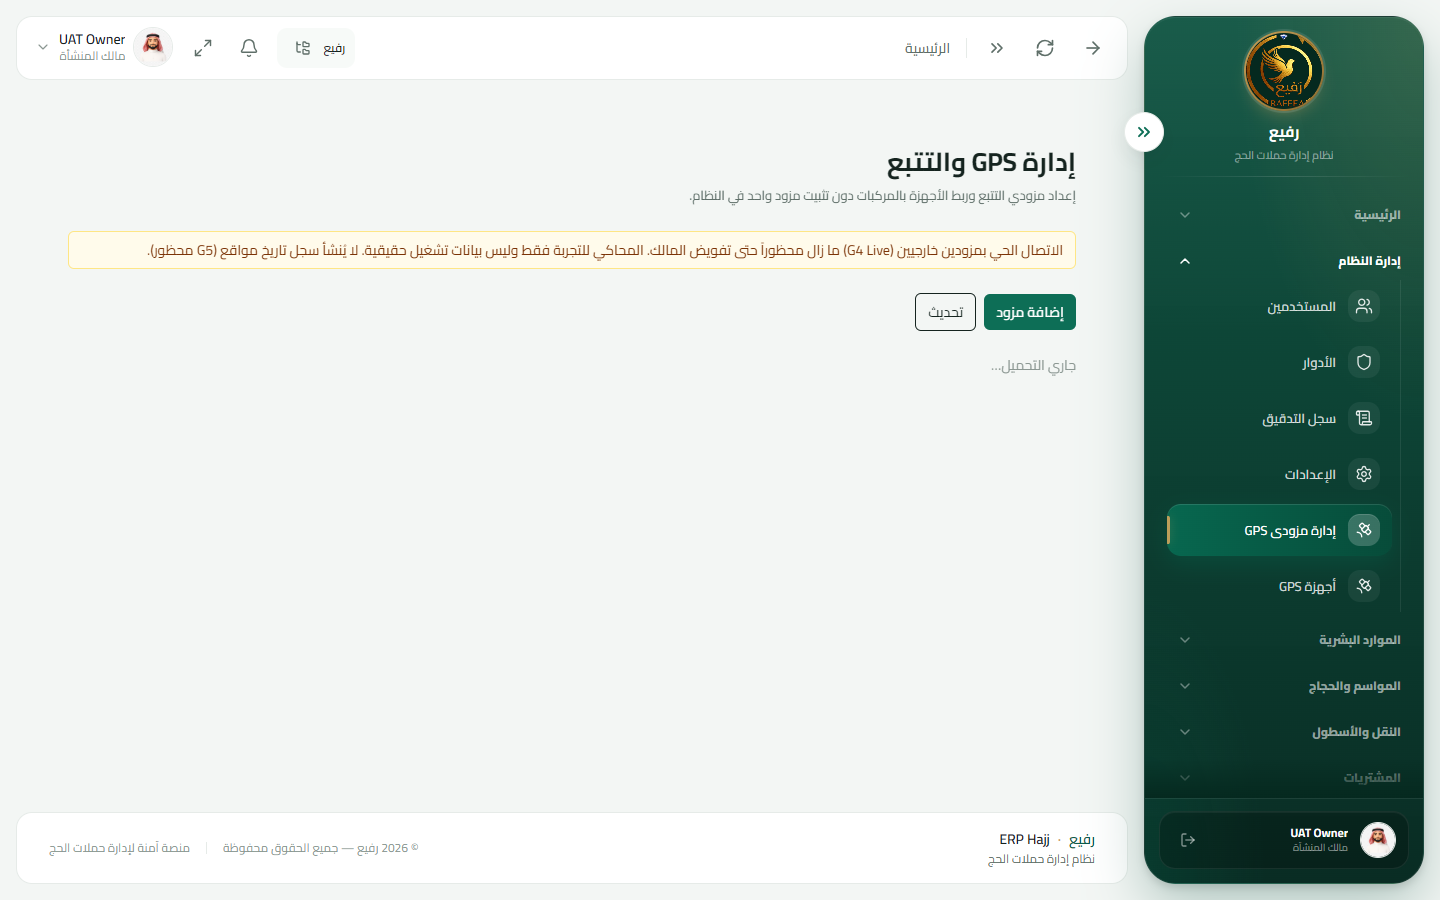 رفيع
RAFEEA
رفيع
نظام إدارة حملات الحج
الرئيسية
إدارة النظام
المستخدمين
الأدوار
سجل التدقيق
الإعدادات
إدارة مزودي GPS
أجهزة GPS
الموارد البشرية
المواسم والحجاج
النقل والأسطول
المشتريات
UAT Owner
مالك المنشأة
الرئيسية
رفيع
UAT Owner
مالك المنشأة
إدارة GPS والتتبع
إعداد مزودي التتبع وربط الأجهزة بالمركبات دون تثبيت مزود واحد في النظام.
الاتصال الحي بمزودين خارجيين (G4 Live) ما زال محظوراً حتى تفويض المالك. المحاكي للتجربة فقط وليس بيانات تشغيل حقيقية. لا يُنشأ سجل تاريخ مواقع (G5 محظور).
إضافة مزود
تحديث
جاري التحميل...
رفيع · ERP Hajj
نظام إدارة حملات الحج
© 2026 رفيع — جميع الحقوق محفوظة
منصة آمنة لإدارة حملات الحج